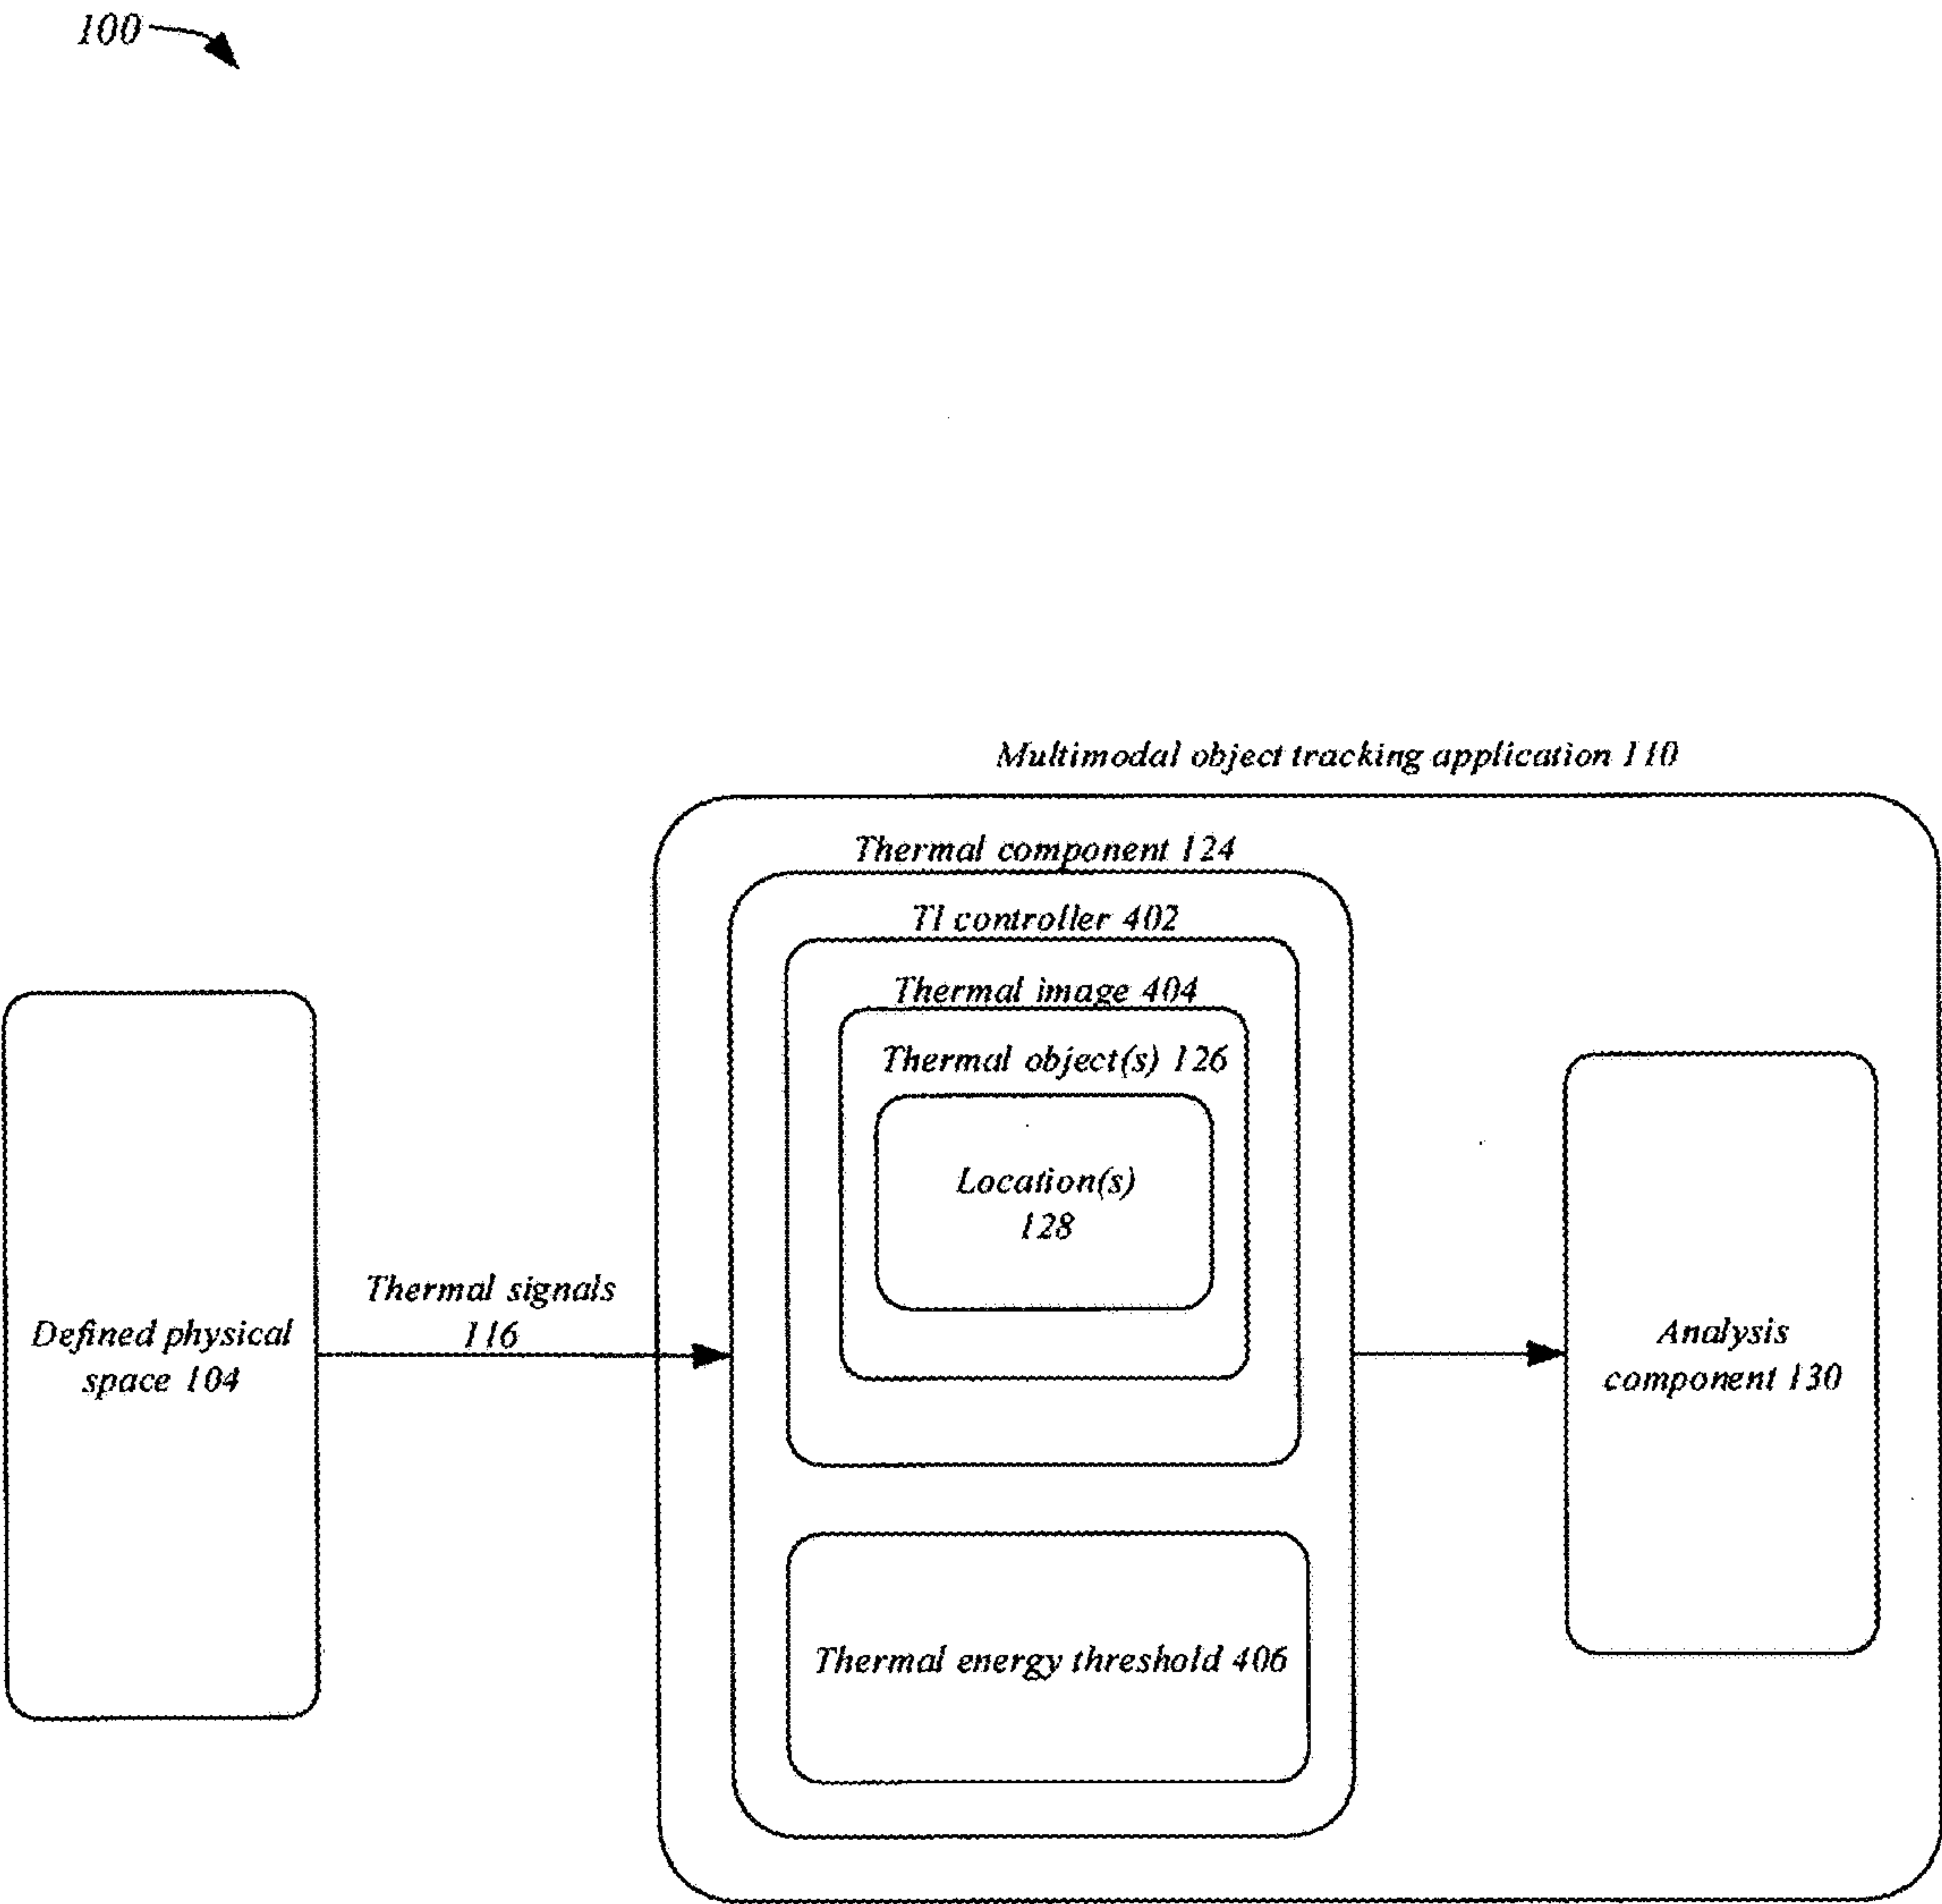 100
Multimodal object tracking application 110
Thermal component 124
TI controller 402
Thermal image 404
Thermal object(s) 126
Location(s)
128
Thermal signals
116
Defined physical
space 104
Analysis
component 130
Thermal energy threshold 406